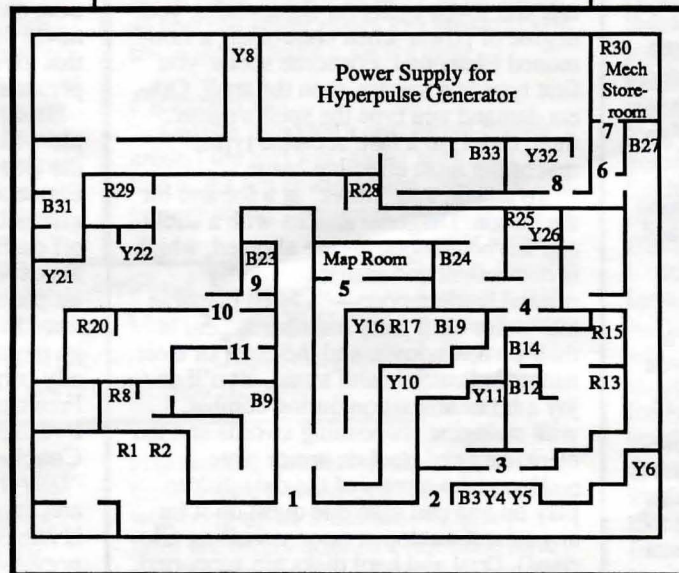 Y8
Power Supply for
Hyperpulse Generator
R30
Mech
Store-
room
7
B33
Y32
B27
6
8
R29
R28
B31
R25
Y22
Y26
Y21
B23
Map Room
B24
9
5
10
4
R20
Y16 R17 B19
R15
11
B14
Y10
R13
R8
B9
Y11
B12
R1 R2
3
Y6
1
2
B3 Y4 Y5